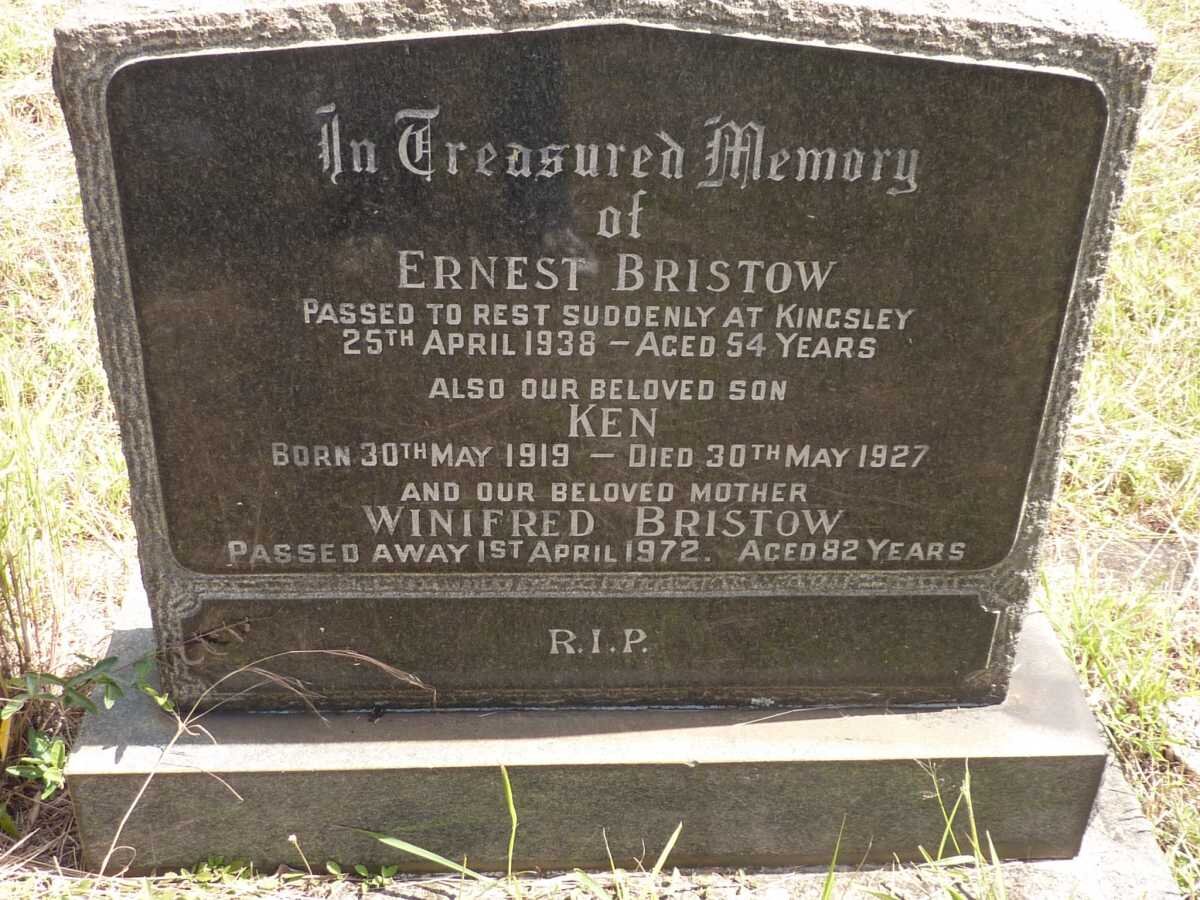 In Treasured Memory
of
ERNEST BRISTOW
PASSED TO REST SUDDENLY AT KINGSLEY
25TH APRIL 1938 — AGED 54 YEARS
ALSO OUR BELOVED SON
KEN
BORN 30TH MAY 1919 — DIED 30TH MAY 1927
AND OUR BELOVED MOTHER
WINIFRED BRISTOW
PASSED AWAY 1ST APRIL 1972. AGED 82 YEARS
R.I.P.